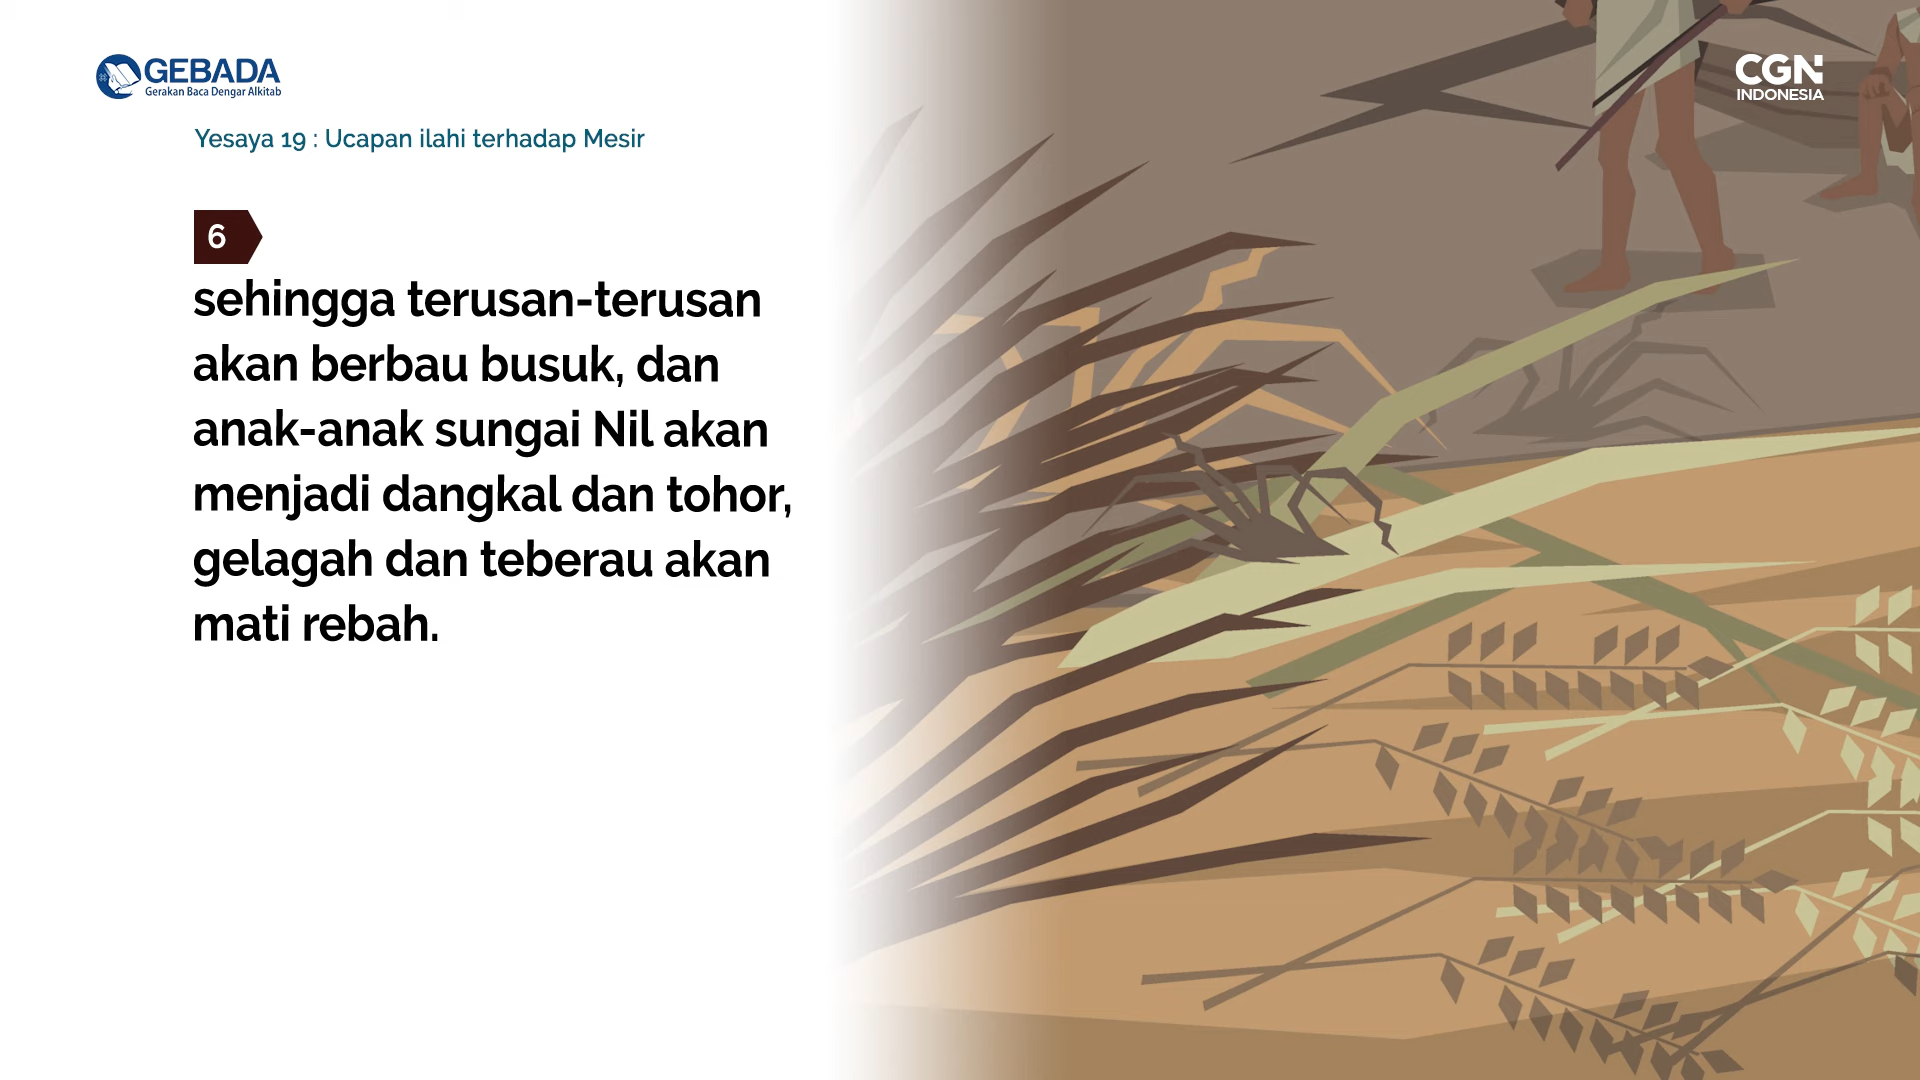 GEBADA
Gerakan Baca Dengar Alkitab
CGN
INDONESIA
Yesaya 19 : Ucapan ilahi terhadap Mesir
6
sehingga terusan-terusan
akan berbau busuk, dan
anak-anak sungai Nil akan
menjadi dangkal dan tohor,
gelagah dan teberau akan
mati rebah.